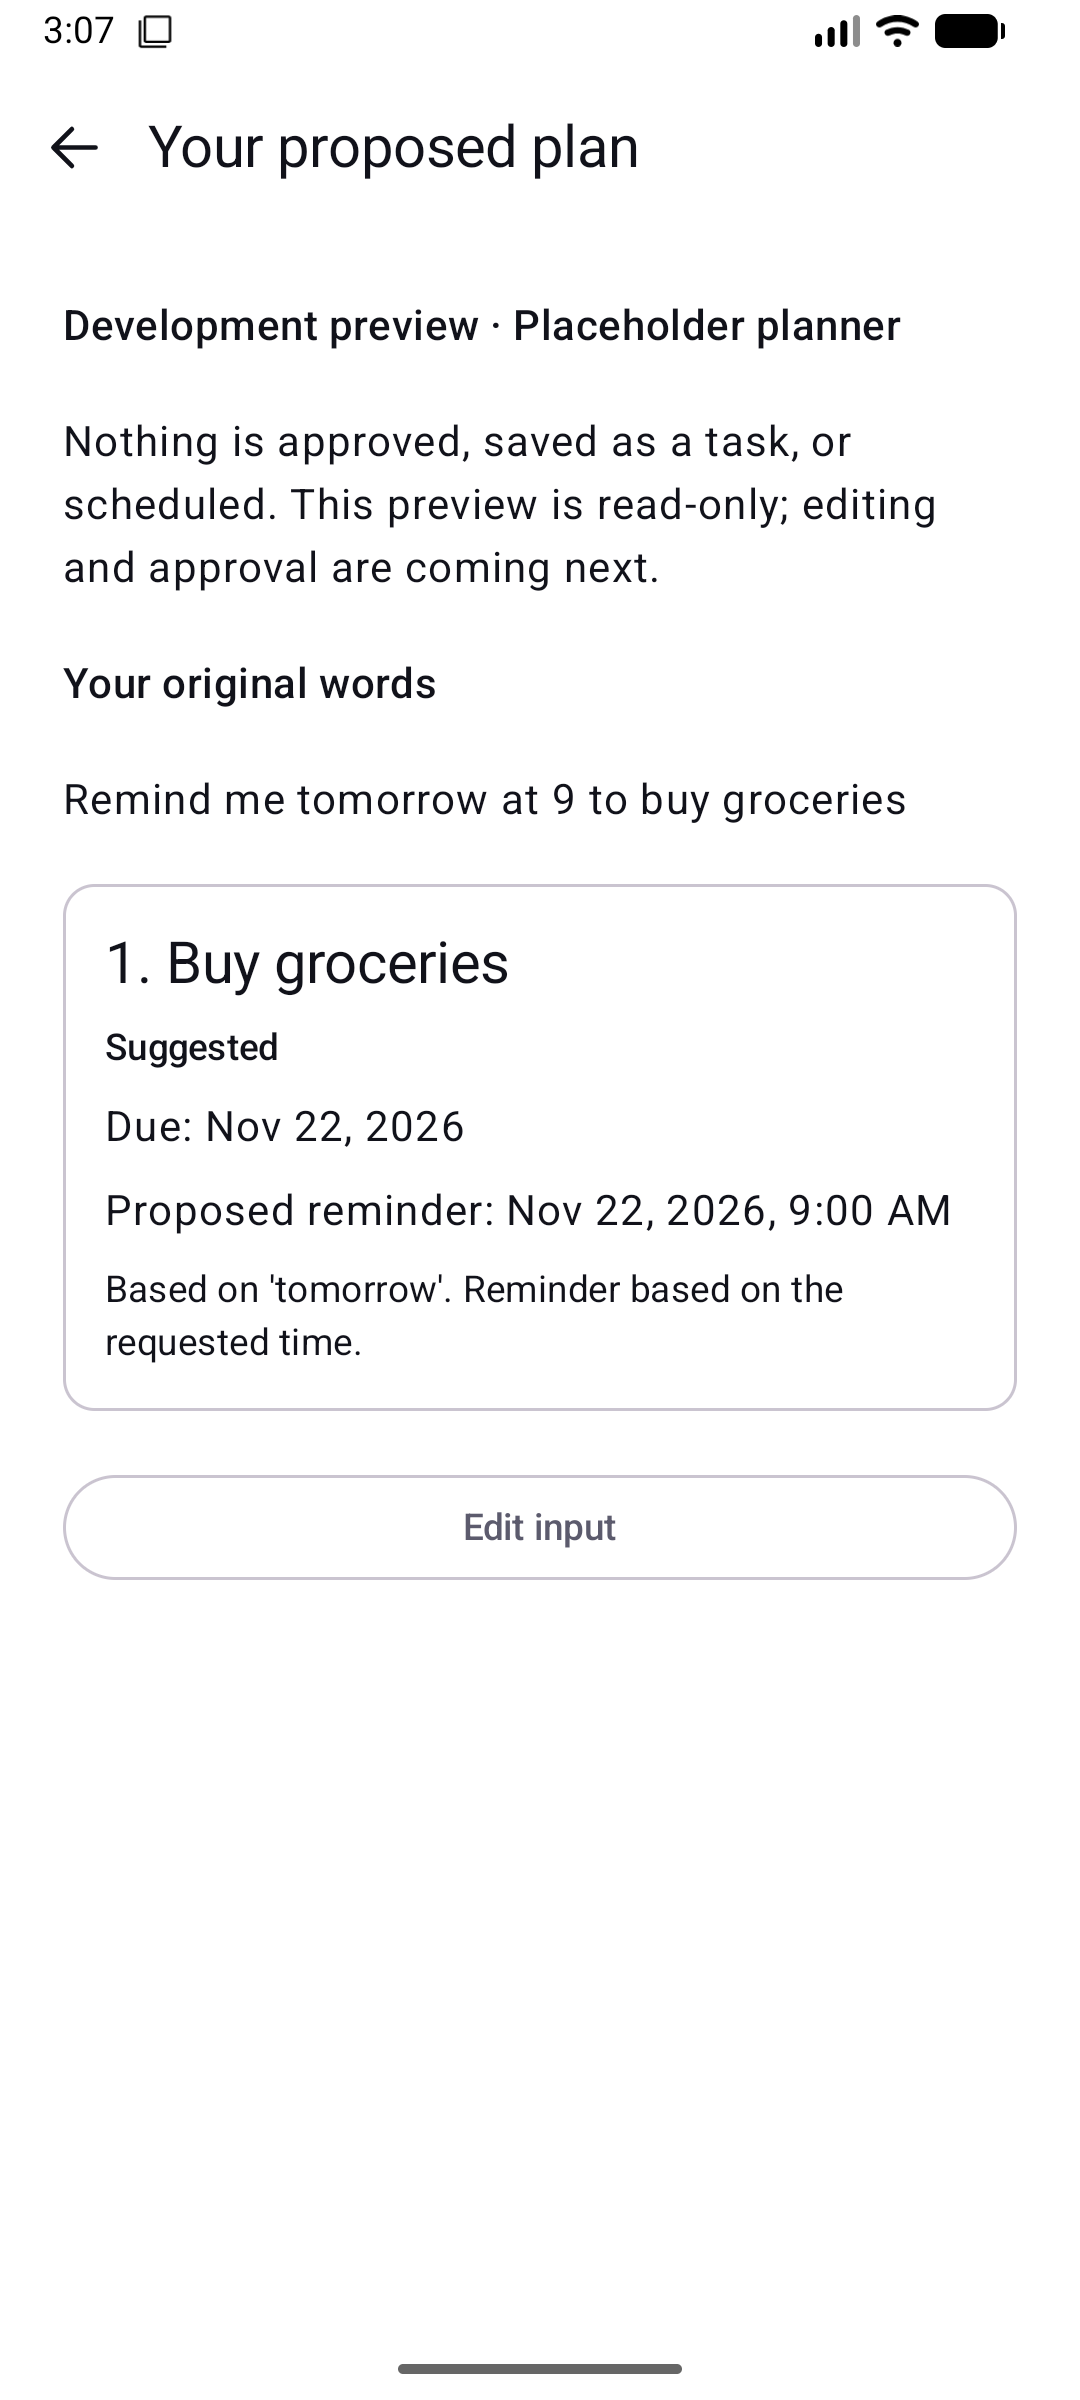 3:07
Your proposed plan
Development preview · Placeholder planner
Nothing is approved, saved as a task, or
scheduled. This preview is read-only; editing
and approval are coming next.
Your original words
Remind me tomorrow at 9 to buy groceries
1. Buy groceries
Suggested
Due: Nov 22, 2026
Proposed reminder: Nov 22, 2026, 9:00 AM
Based on 'tomorrow'. Reminder based on the
requested time.
Edit input